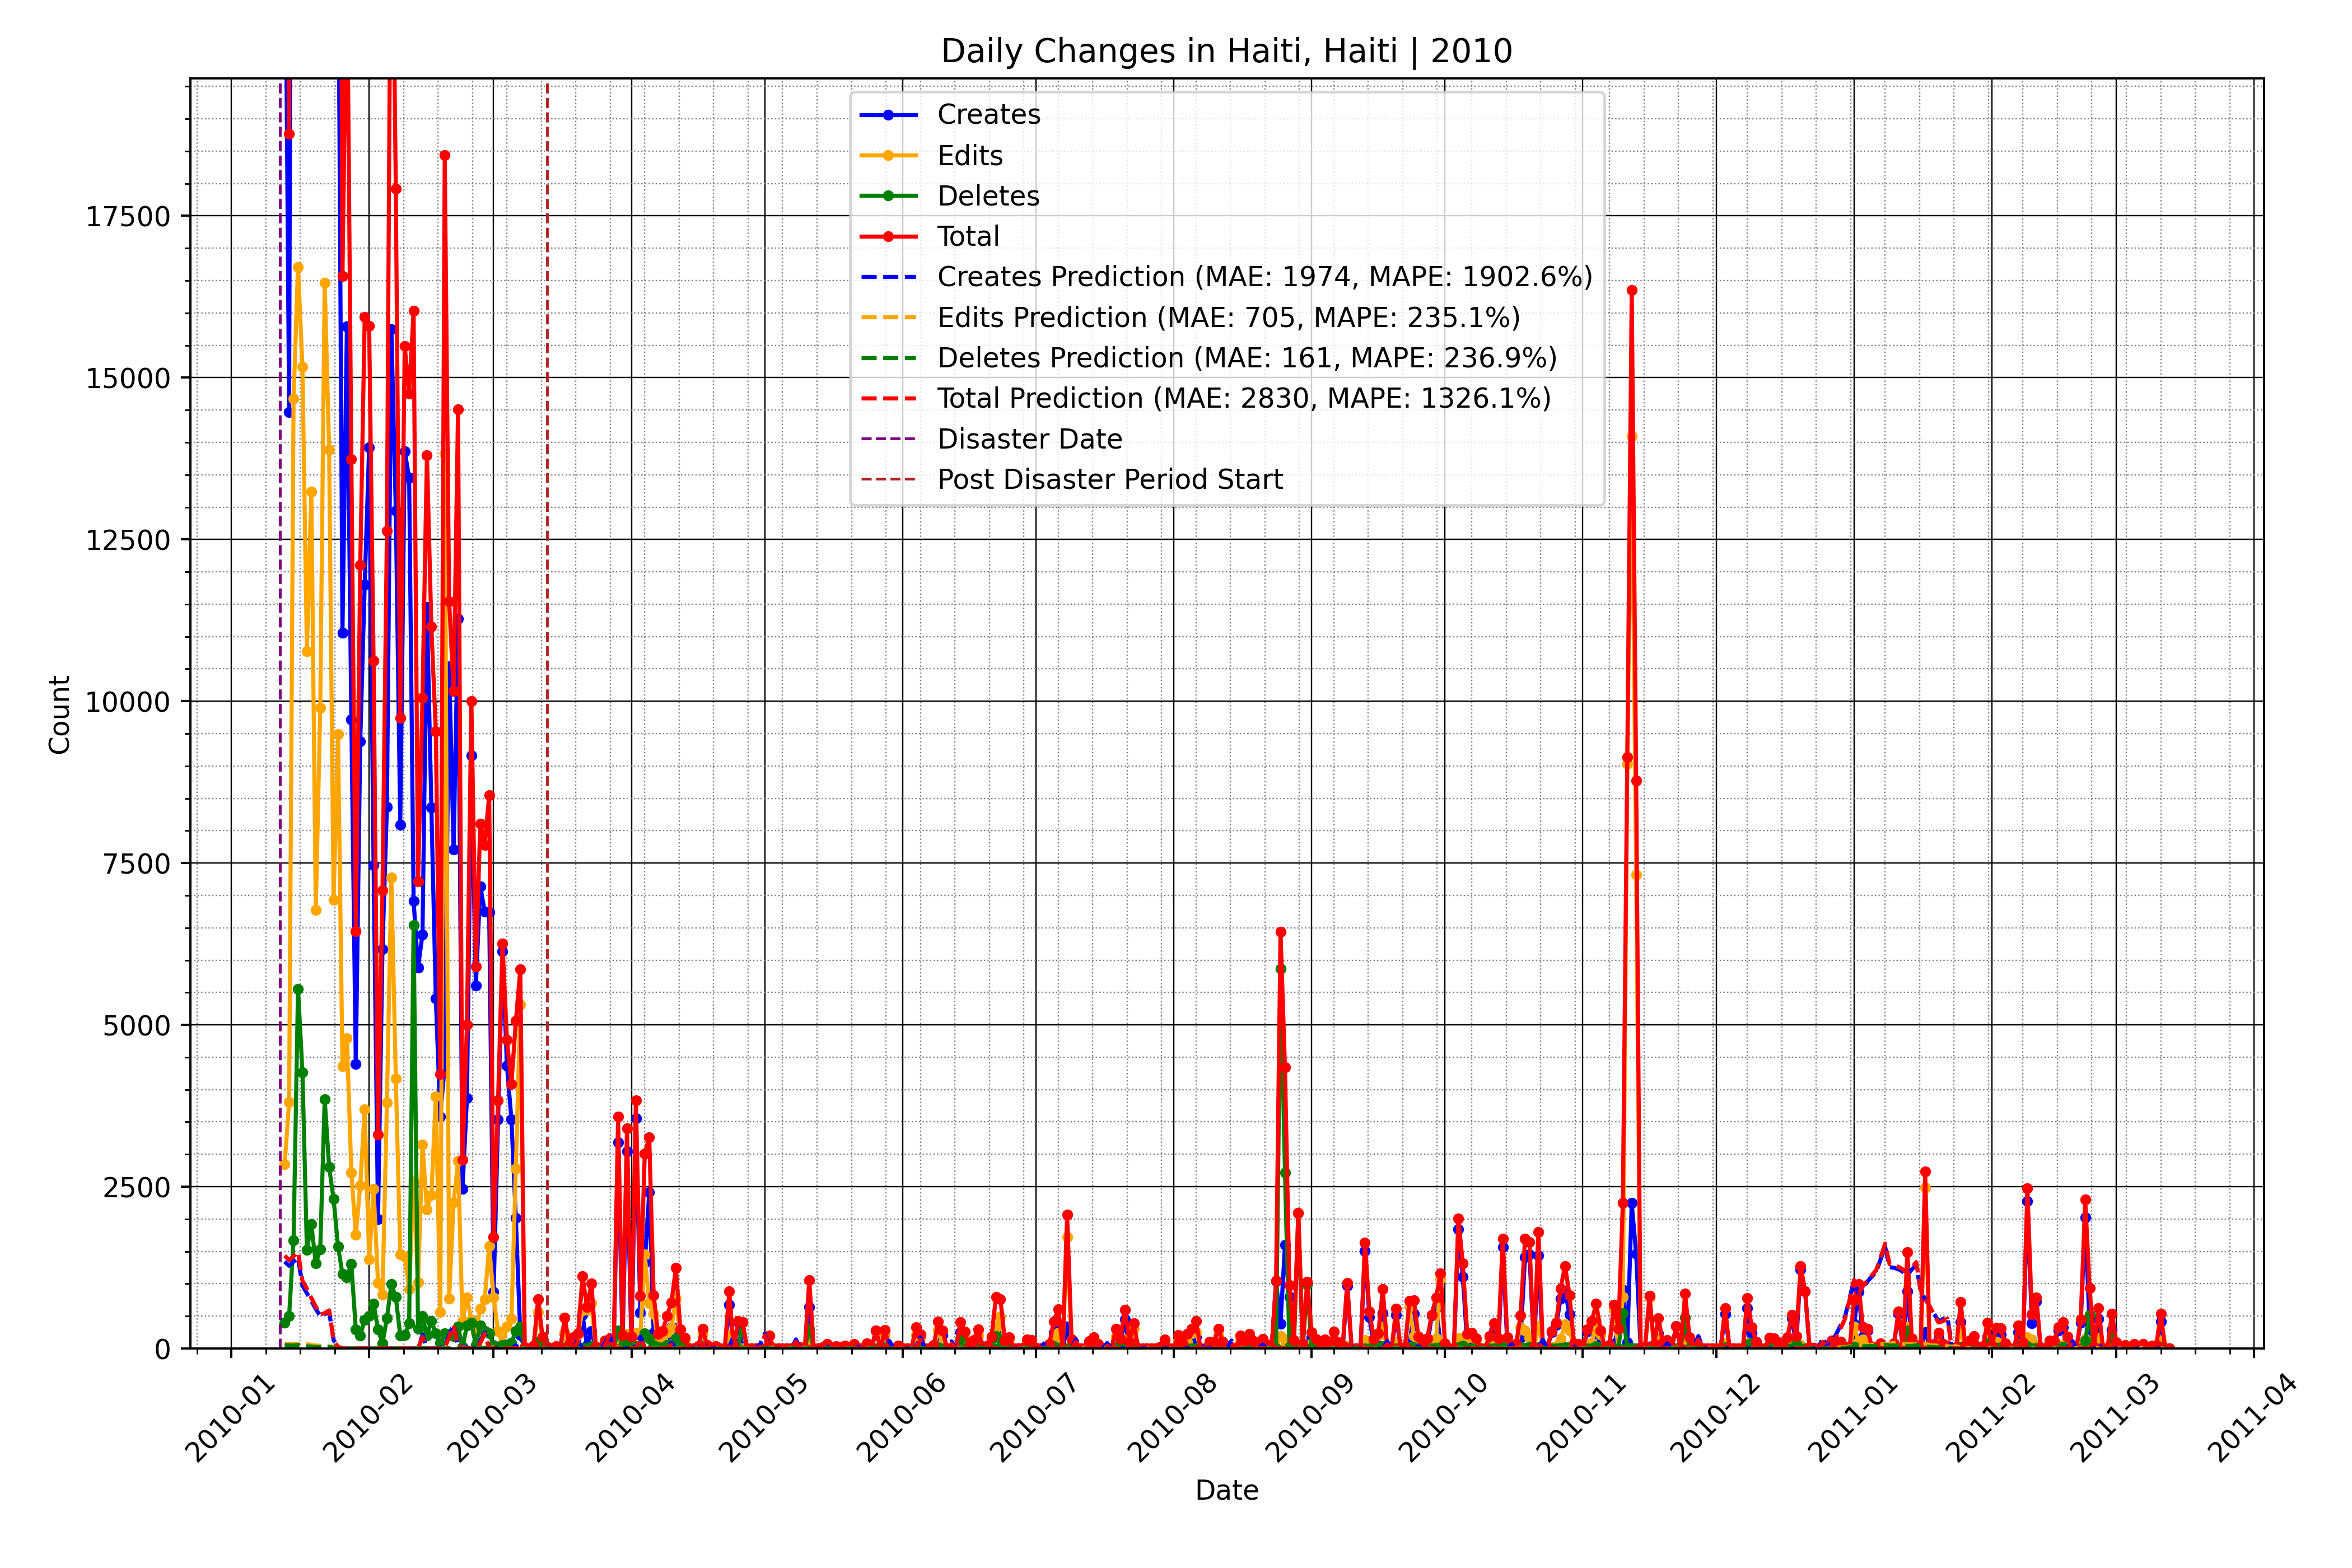 Daily Changes in Haiti, Haiti | 2010
Creates
Edits
Deletes
Total
Creates Prediction (MAE: 1974, MAPE: 1902.6%)
Edits Prediction (MAE: 705, MAPE: 235.1%)
Deletes Prediction (MAE: 161, MAPE: 236.9%)
Total Prediction (MAE: 2830, MAPE: 1326.1%)
Disaster Date
Post Disaster Period Start
Count
17500
15000
12500
10000
7500
5000
2500
0
2010-01
2010-02
2010-03
2010-04
2010-05
2010-06
2010-07
2010-08
2010-09
2010-10
2010-11
2010-12
2011-01
2011-02
2011-03
2011-04
Date